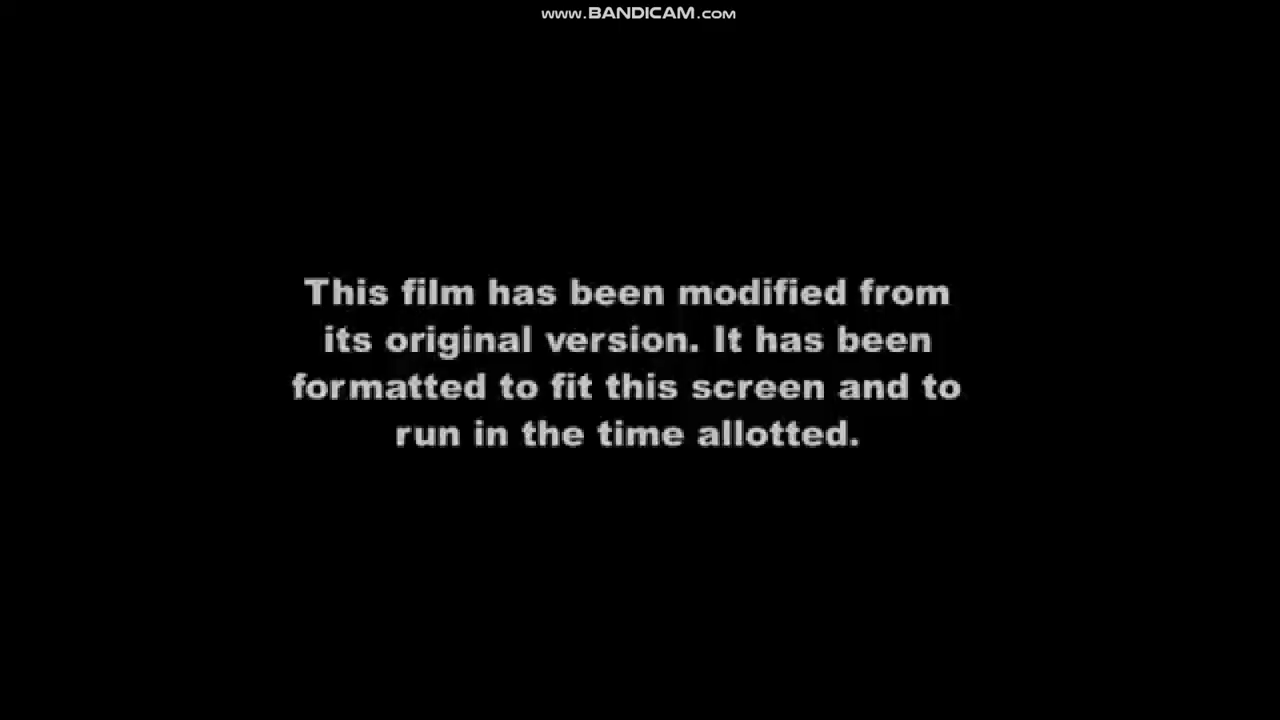 www.BANDICAM.com
This film has been modified from
its original version. It has been
formatted to fit this screen and to
run in the time allotted.